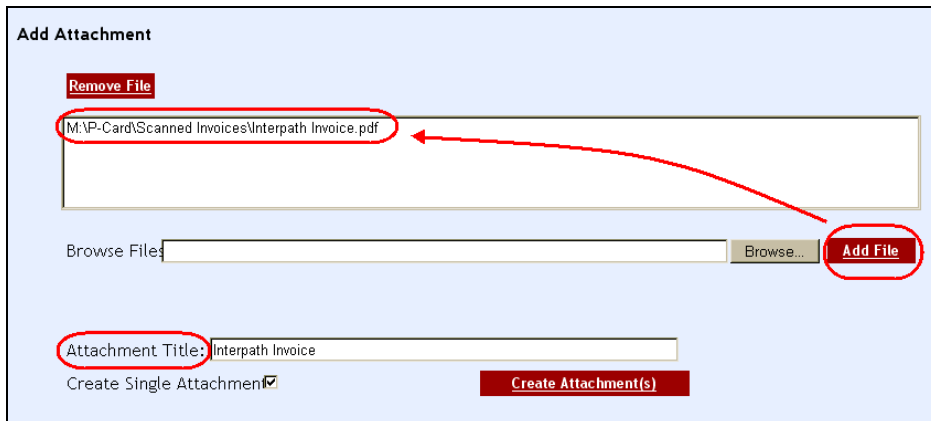 Add Attachment
Remove File
M:\P-Card\Scanned Invoices\Interpath Invoice.pdf
Browse Files Browse... Add File
Attachment Title: Interpath Invoice
Create Single Attachment Create Attachment(s)